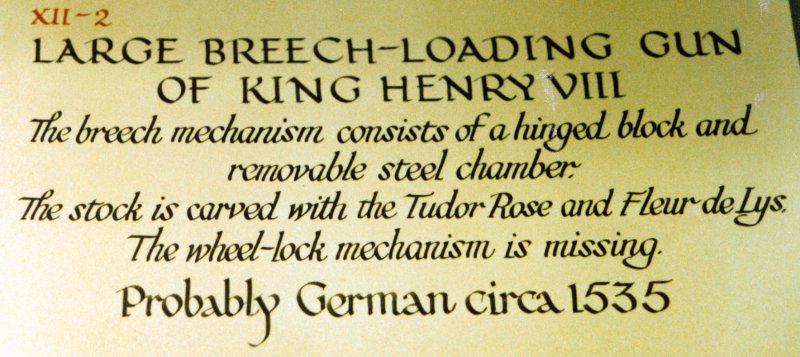 XII-2
LARGE BREECH-LOADING GUN
OF KING HENRY VIII
The breech mechanism consists of a hinged block and
removable steel chamber.
The stock is carved with the Tudor Rose and Fleur de Lys.
The wheel-lock mechanism is missing.
Probably German circa 1535